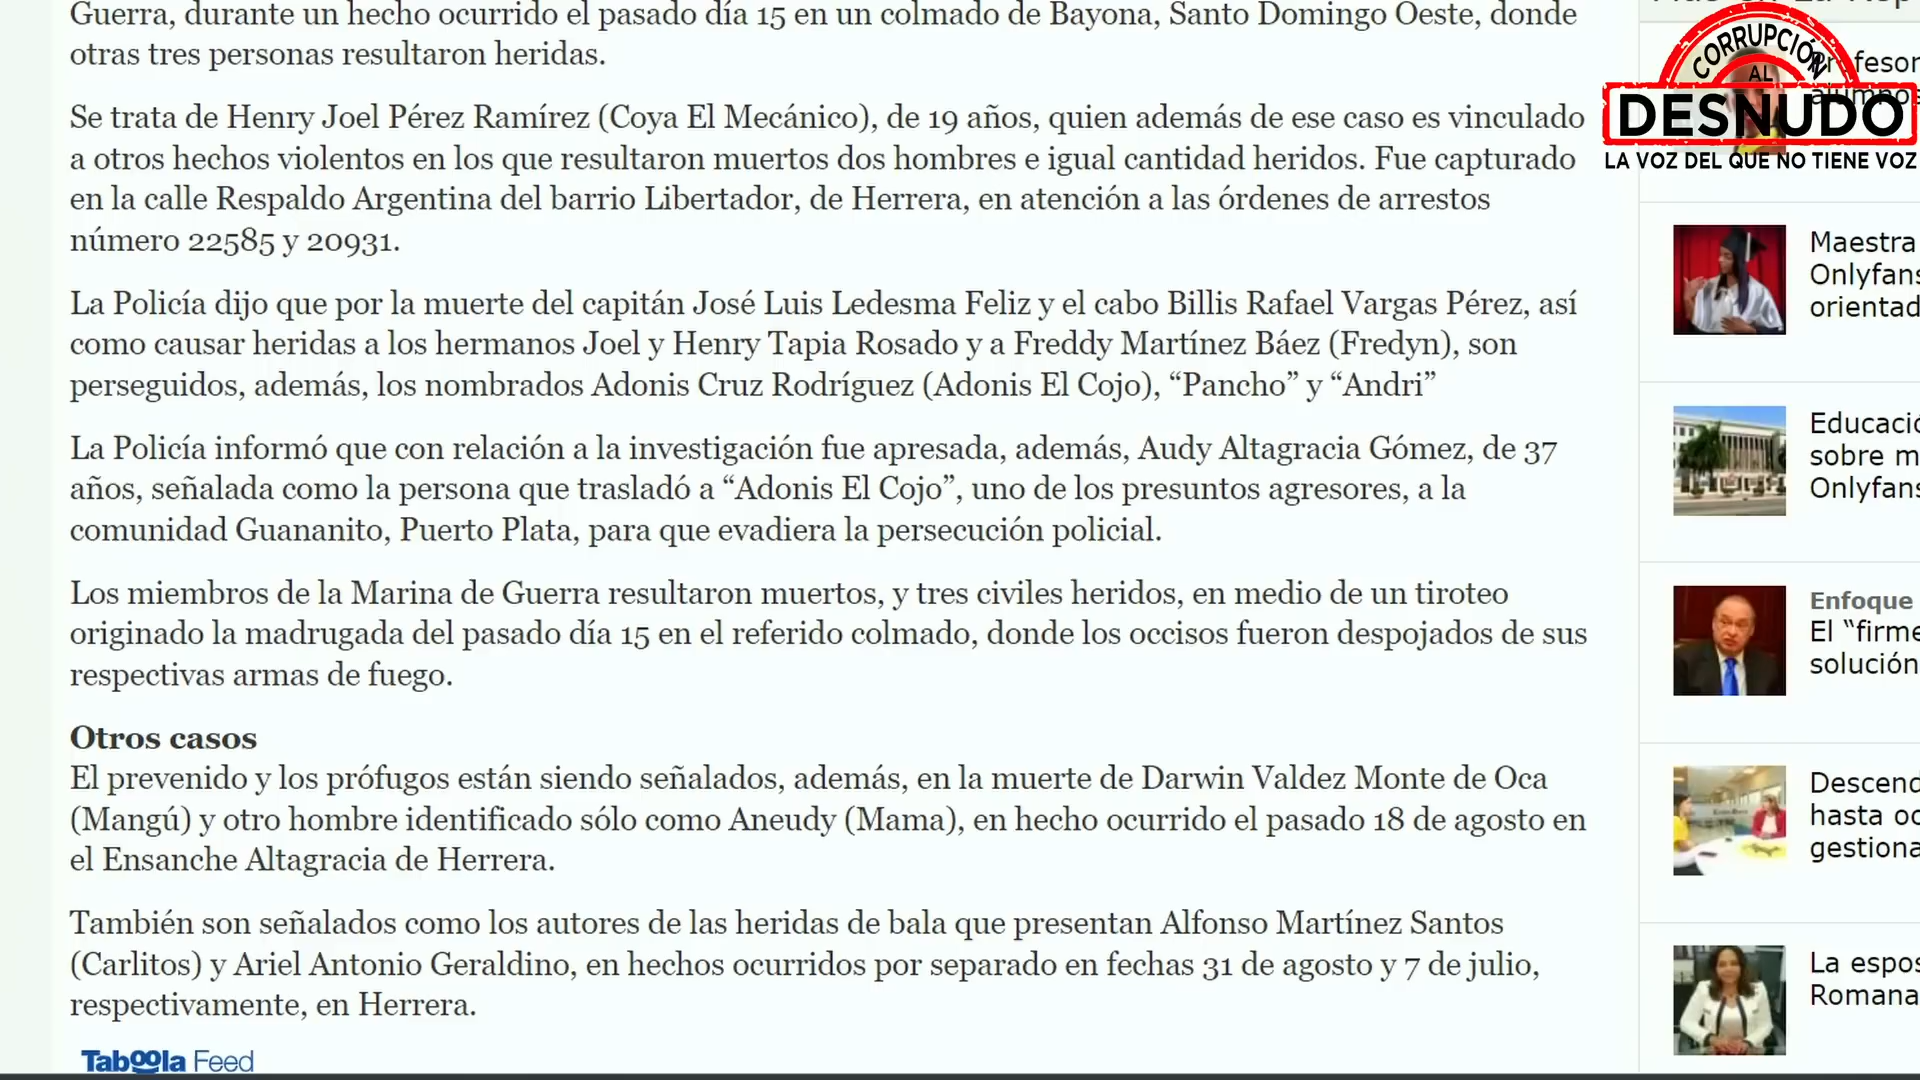 Guerra, durante un hecho ocurrido el pasado día 15 en un colmado de Bayona, Santo Domingo Oeste, donde
otras tres personas resultaron heridas.
Se trata de Henry Joel Pérez Ramírez (Coya El Mecánico), de 19 años, quien además de ese caso es vinculado
a otros hechos violentos en los que resultaron muertos dos hombres e igual cantidad heridos. Fue capturado
en la calle Respaldo Argentina del barrio Libertador, de Herrera, en atención a las órdenes de arrestos
número 22585 y 20931.
La Policía dijo que por la muerte del capitán José Luis Ledesma Feliz y el cabo Billis Rafael Vargas Pérez, así
como causar heridas a los hermanos Joel y Henry Tapia Rosado y a Freddy Martínez Báez (Fredyn), son
perseguidos, además, los nombrados Adonis Cruz Rodríguez (Adonis El Cojo), “Pancho” y “Andri”
La Policía informó que con relación a la investigación fue apresada, además, Audy Altagracia Gómez, de 37
años, señalada como la persona que trasladó a “Adonis El Cojo”, uno de los presuntos agresores, a la
comunidad Guananito, Puerto Plata, para que evadiera la persecución policial.
Los miembros de la Marina de Guerra resultaron muertos, y tres civiles heridos, en medio de un tiroteo
originado la madrugada del pasado día 15 en el referido colmado, donde los occisos fueron despojados de sus
respectivas armas de fuego.
Otros casos
El prevenido y los prófugos están siendo señalados, además, en la muerte de Darwin Valdez Monte de Oca
(Mangú) y otro hombre identificado sólo como Aneudy (Mama), en hecho ocurrido el pasado 18 de agosto en
el Ensanche Altagracia de Herrera.
También son señalados como los autores de las heridas de bala que presentan Alfonso Martínez Santos
(Carlitos) y Ariel Antonio Geraldino, en hechos ocurridos por separado en fechas 31 de agosto y 7 de julio,
respectivamente, en Herrera.
Taboola Feed
CORRUPCIÓN
AL
DESNUDO
LA VOZ DEL QUE NO TIENE VOZ
Maestra
Onlyfans
orientad
Educació
sobre m
Onlyfans
Enfoque
El “firme
solución
Descend
hasta oc
gestiona
La espos
Romana